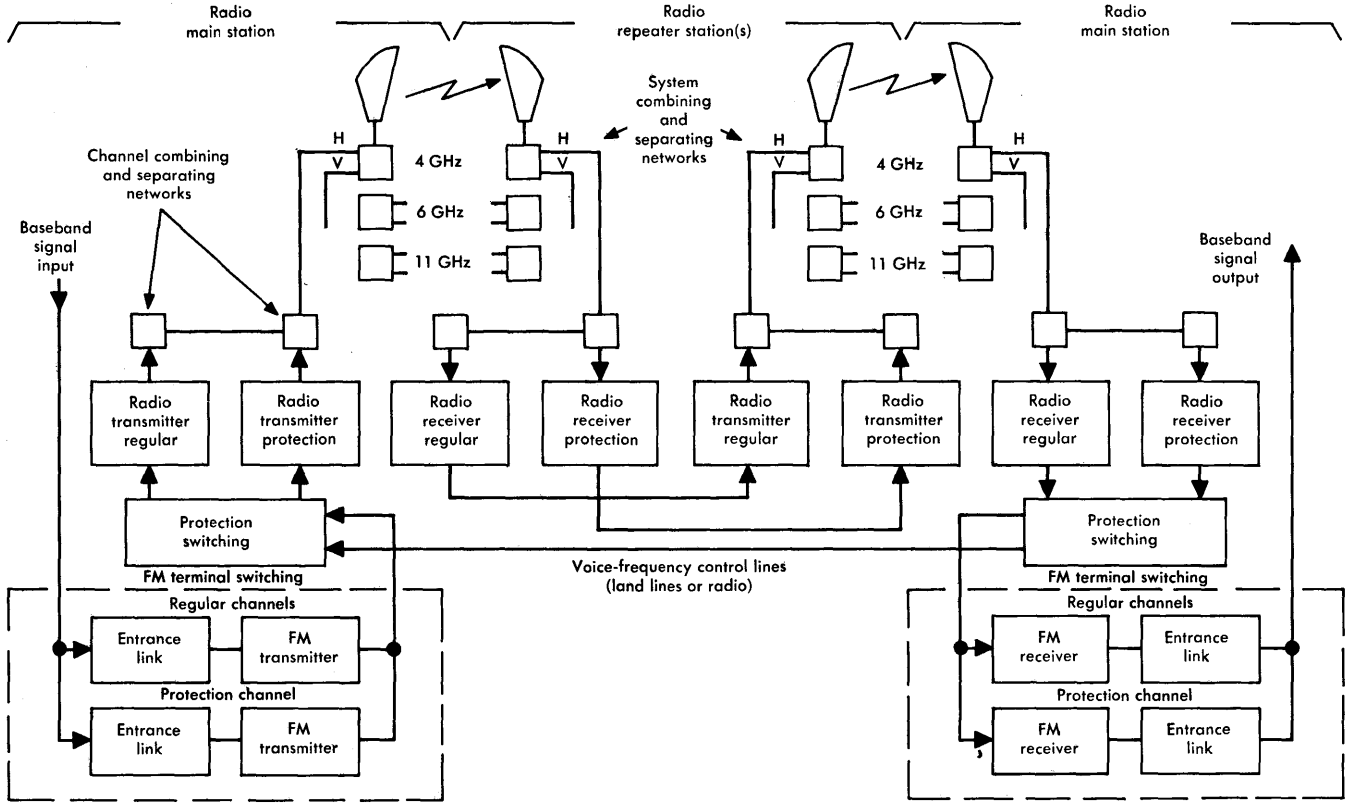 Radio
main station
Radio
repeater station(s)
Radio
main station
System
combining
and
separating
networks
Channel combining
and separating
networks
H
V
4 GHz
H
V
H
V
4 GHz
H
V
6 GHz
6 GHz
11 GHz
11 GHz
Baseband
signal
input
Baseband
signal
output
Radio
transmitter
regular
Radio
transmitter
protection
Radio
receiver
regular
Radio
receiver
protection
Radio
transmitter
regular
Radio
transmitter
protection
Radio
receiver
regular
Radio
receiver
protection
Protection
switching
Protection
switching
Voice-frequency control lines
(land lines or radio)
FM terminal switching
Regular channels
Entrance
link
FM
transmitter
Protection channel
Entrance
link
FM
transmitter
FM terminal switching
Regular channels
FM
receiver
Entrance
link
Protection channel
FM
receiver
Entrance
link